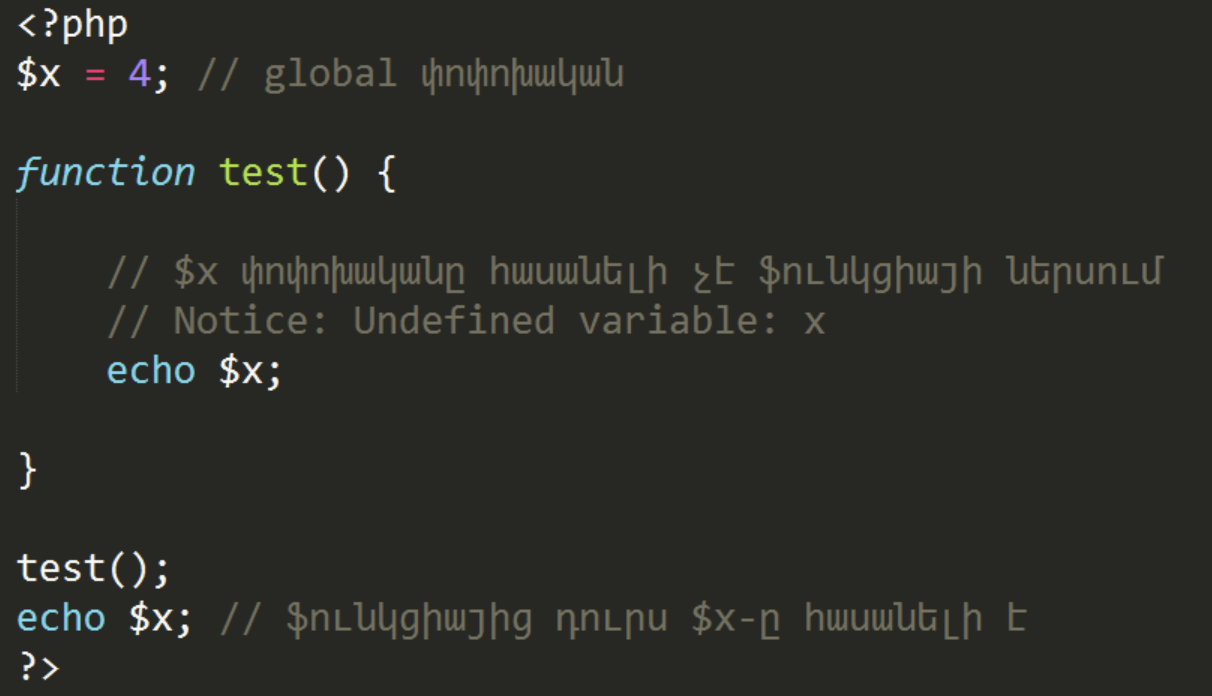 <?php
$x = 4; // global փոփոխական
function test() {
// $x փոփոխականը հասանելի չէ ֆունկցիայի ներսում
// Notice: Undefined variable: x
echo $x;
}
test();
echo $x; // ֆունկցիայից դուրս $x-ը հասանելի է
?>